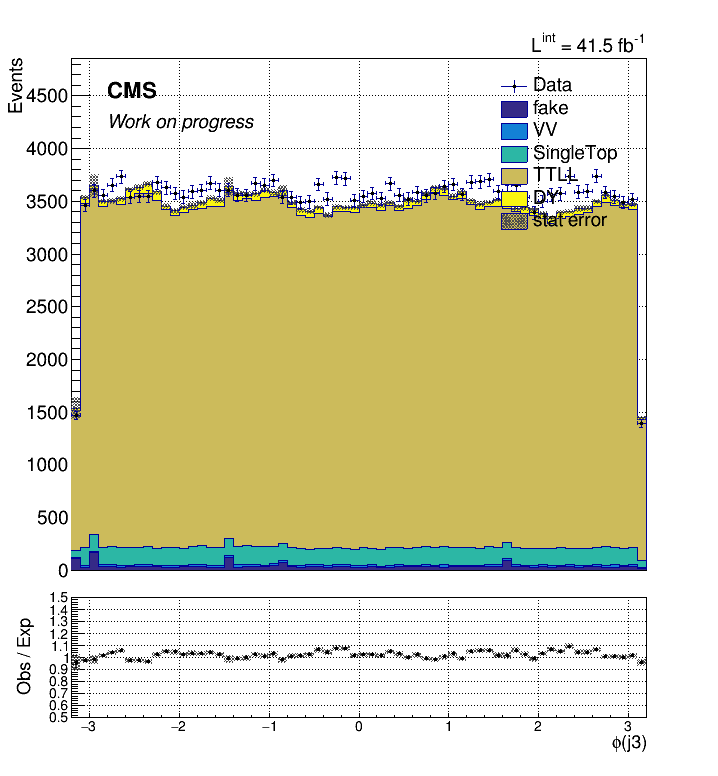 L^int = 41.5 fb^-1
Events
CMS
Work on progress
Data
fake
VV
SingleTop
TTLL
DY
stat error
4500
4000
3500
3000
2500
2000
1500
1000
500
0
Obs / Exp
1.5
1.4
1.3
1.2
1.1
1
0.9
0.8
0.7
0.6
0.5
−3 −2 −1 0 1 2 3
φ(j3)